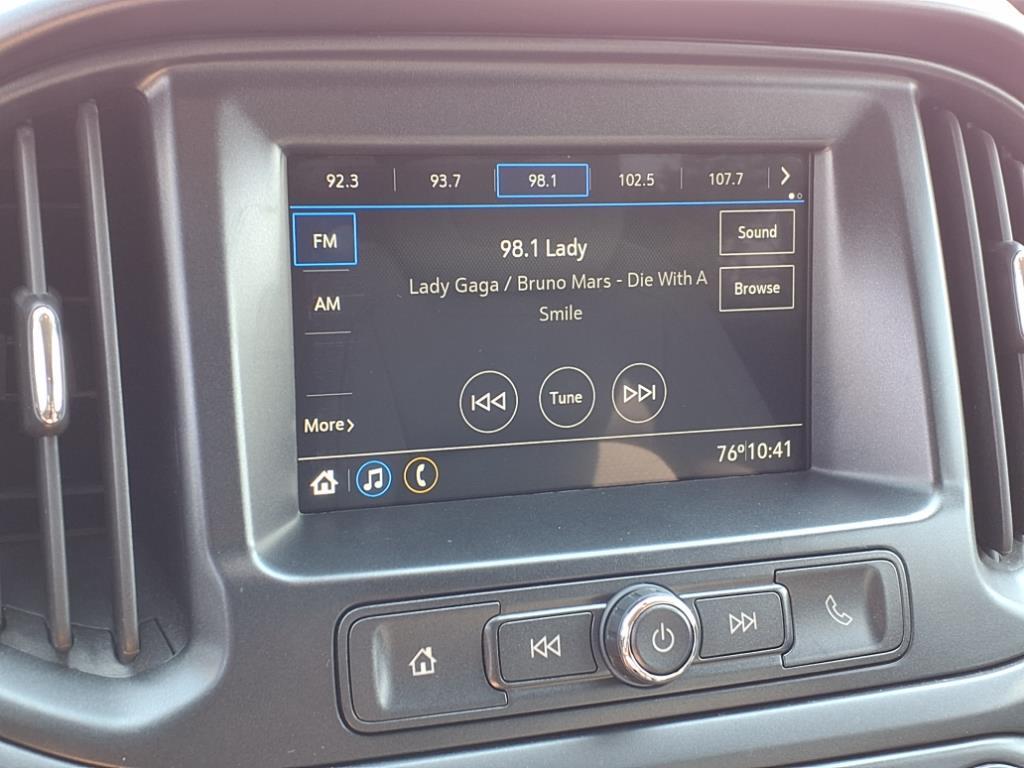 92.3 93.7 98.1 102.5 107.7
FM
98.1 Lady
Sound
Lady Gaga / Bruno Mars - Die With A
Smile
AM
Browse
Tune
More
76° 10:41